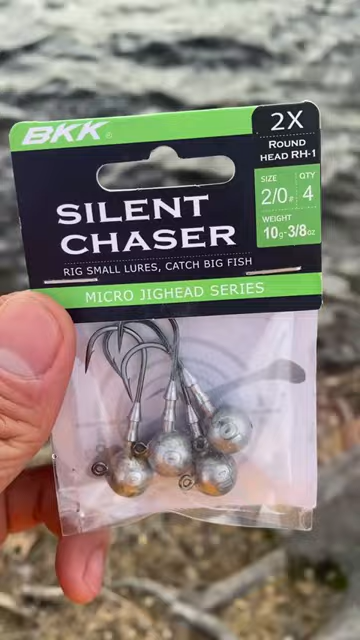 BKK
2X
ROUND
HEAD RH-1
SIZE QTY
2/0# 4
WEIGHT
10g-3/8oz
SILENT
CHASER
RIG SMALL LURES, CATCH BIG FISH
MICRO JIGHEAD SERIES